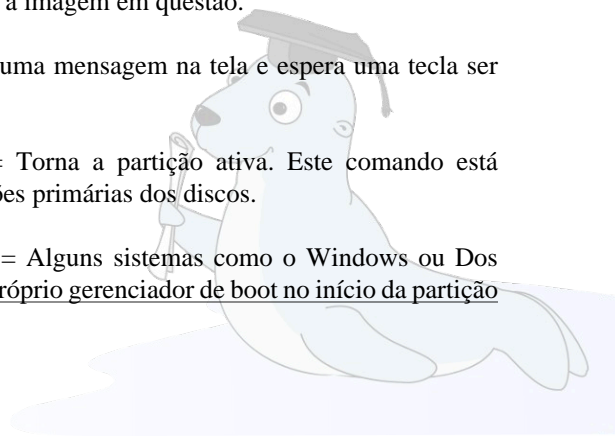 a imagem em questão.
uma mensagem na tela e espera uma tecla ser
= Torna a partição ativa. Este comando está
ões primárias dos discos.
= Alguns sistemas como o Windows ou Dos
róprio gerenciador de boot no início da partição